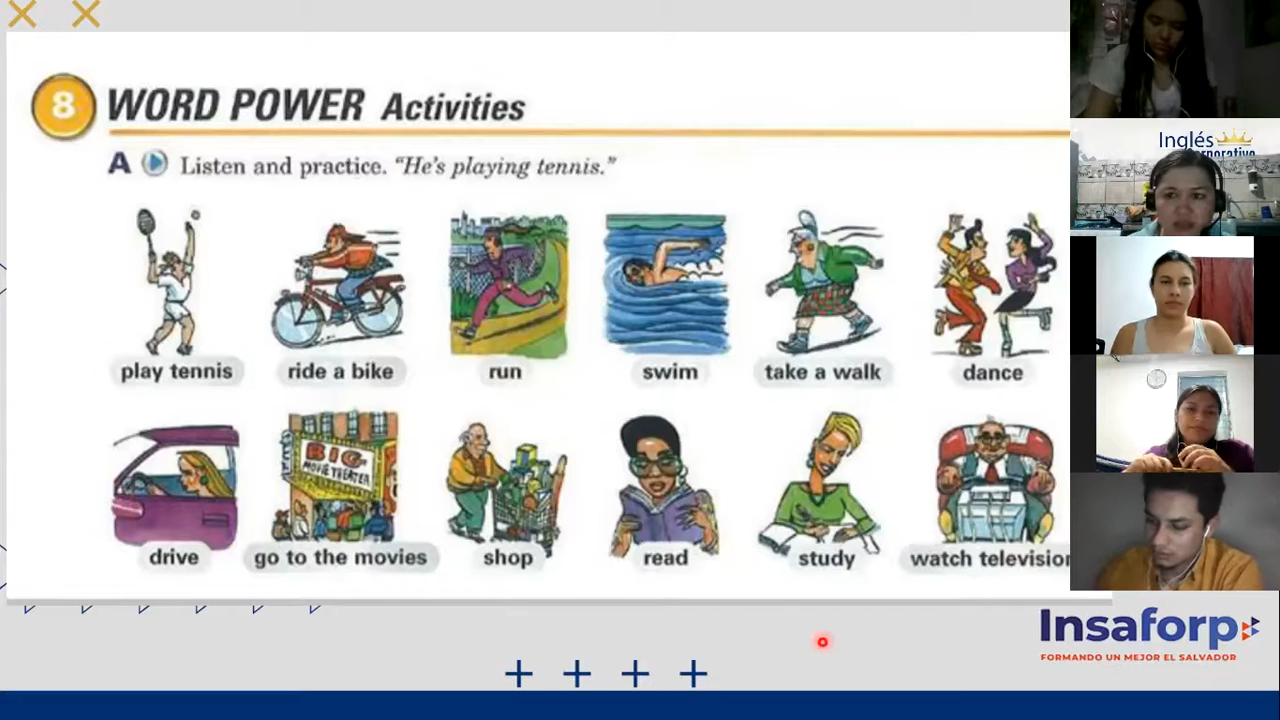 8 WORD POWER Activities
A Listen and practice. "He's playing tennis."
play tennis ride a bike run swim take a walk dance
BIG
MOVIE THEATER
drive go to the movies shop read study watch television
Inglés
Corporativo
Insaforp
FORMANDO UN MEJOR EL SALVADOR